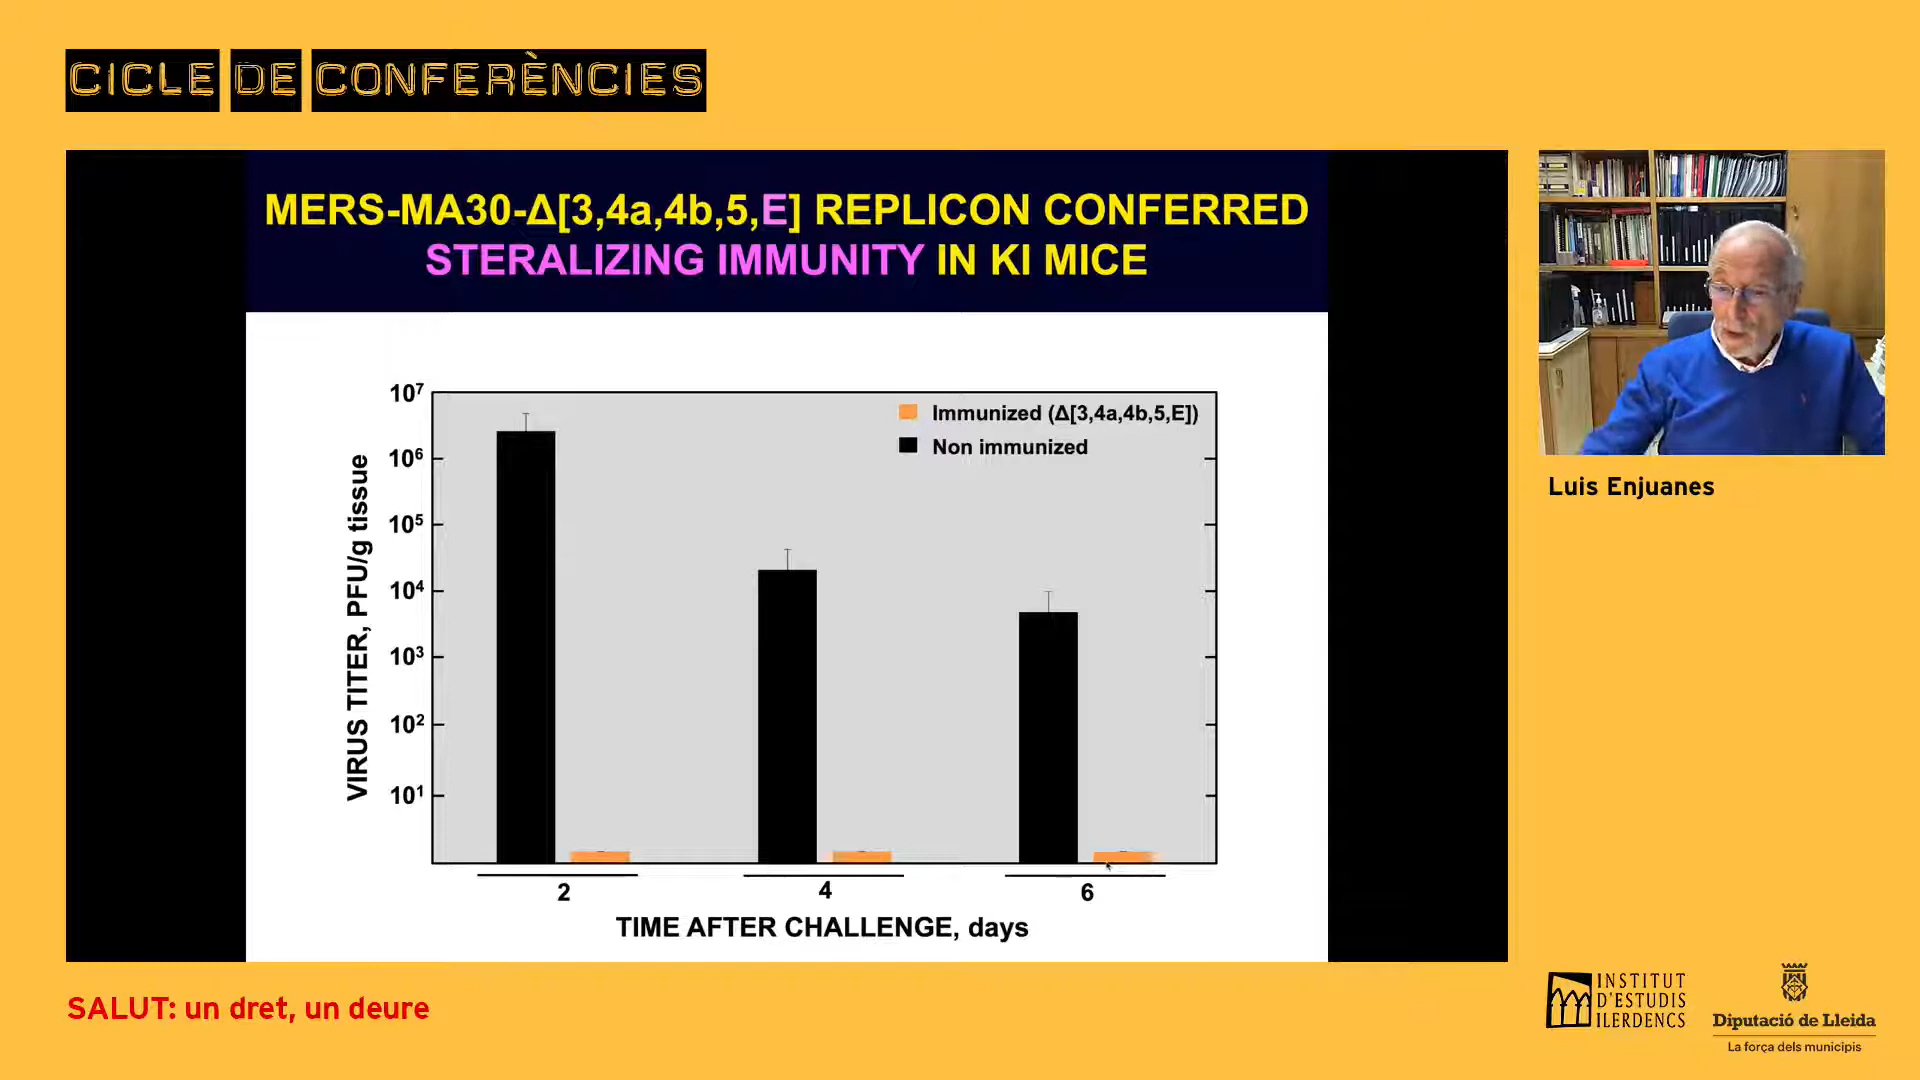 CICLE DE CONFERÈNCIES
MERS-MA30-Δ[3,4a,4b,5,E] REPLICON CONFERRED
STERALIZING IMMUNITY IN KI MICE
Immunized (Δ[3,4a,4b,5,E])
Non immunized
VIRUS TITER, PFU/g tissue
10⁷
10⁶
10⁵
10⁴
10³
10²
10¹
2 4 6
TIME AFTER CHALLENGE, days
Luis Enjuanes
SALUT: un dret, un deure
INSTITUT
D'ESTUDIS
ILERDENCS
Diputació de Lleida
La força dels municipis